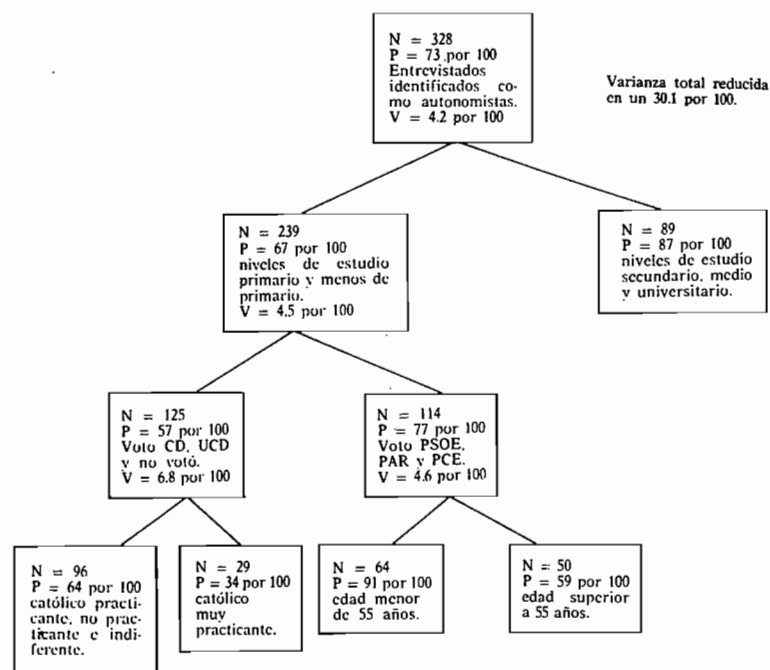 N = 328
P = 73 por 100
Entrevistados
identificados co-
mo autonomistas.
V = 4.2 por 100
Varianza total reducida
en un 30.1 por 100.
N = 239
P = 67 por 100
niveles de estudio
primario y menos de
primario.
V = 4.5 por 100
N = 89
P = 87 por 100
niveles de estudio
secundario, medio
y universitario.
N = 125
P = 57 por 100
Voto CD, UCD
y no votó.
V = 6.8 por 100
N = 114
P = 77 por 100
Voto PSOE,
PAR y PCE.
V = 4.6 por 100
N = 96
P = 64 por 100
católico practi-
cante, no prac-
ticante e indi-
ferente.
N = 29
P = 34 por 100
católico
muy
practicante.
N = 64
P = 91 por 100
edad menor
de 55 años.
N = 50
P = 59 por 100
edad superior
a 55 años.